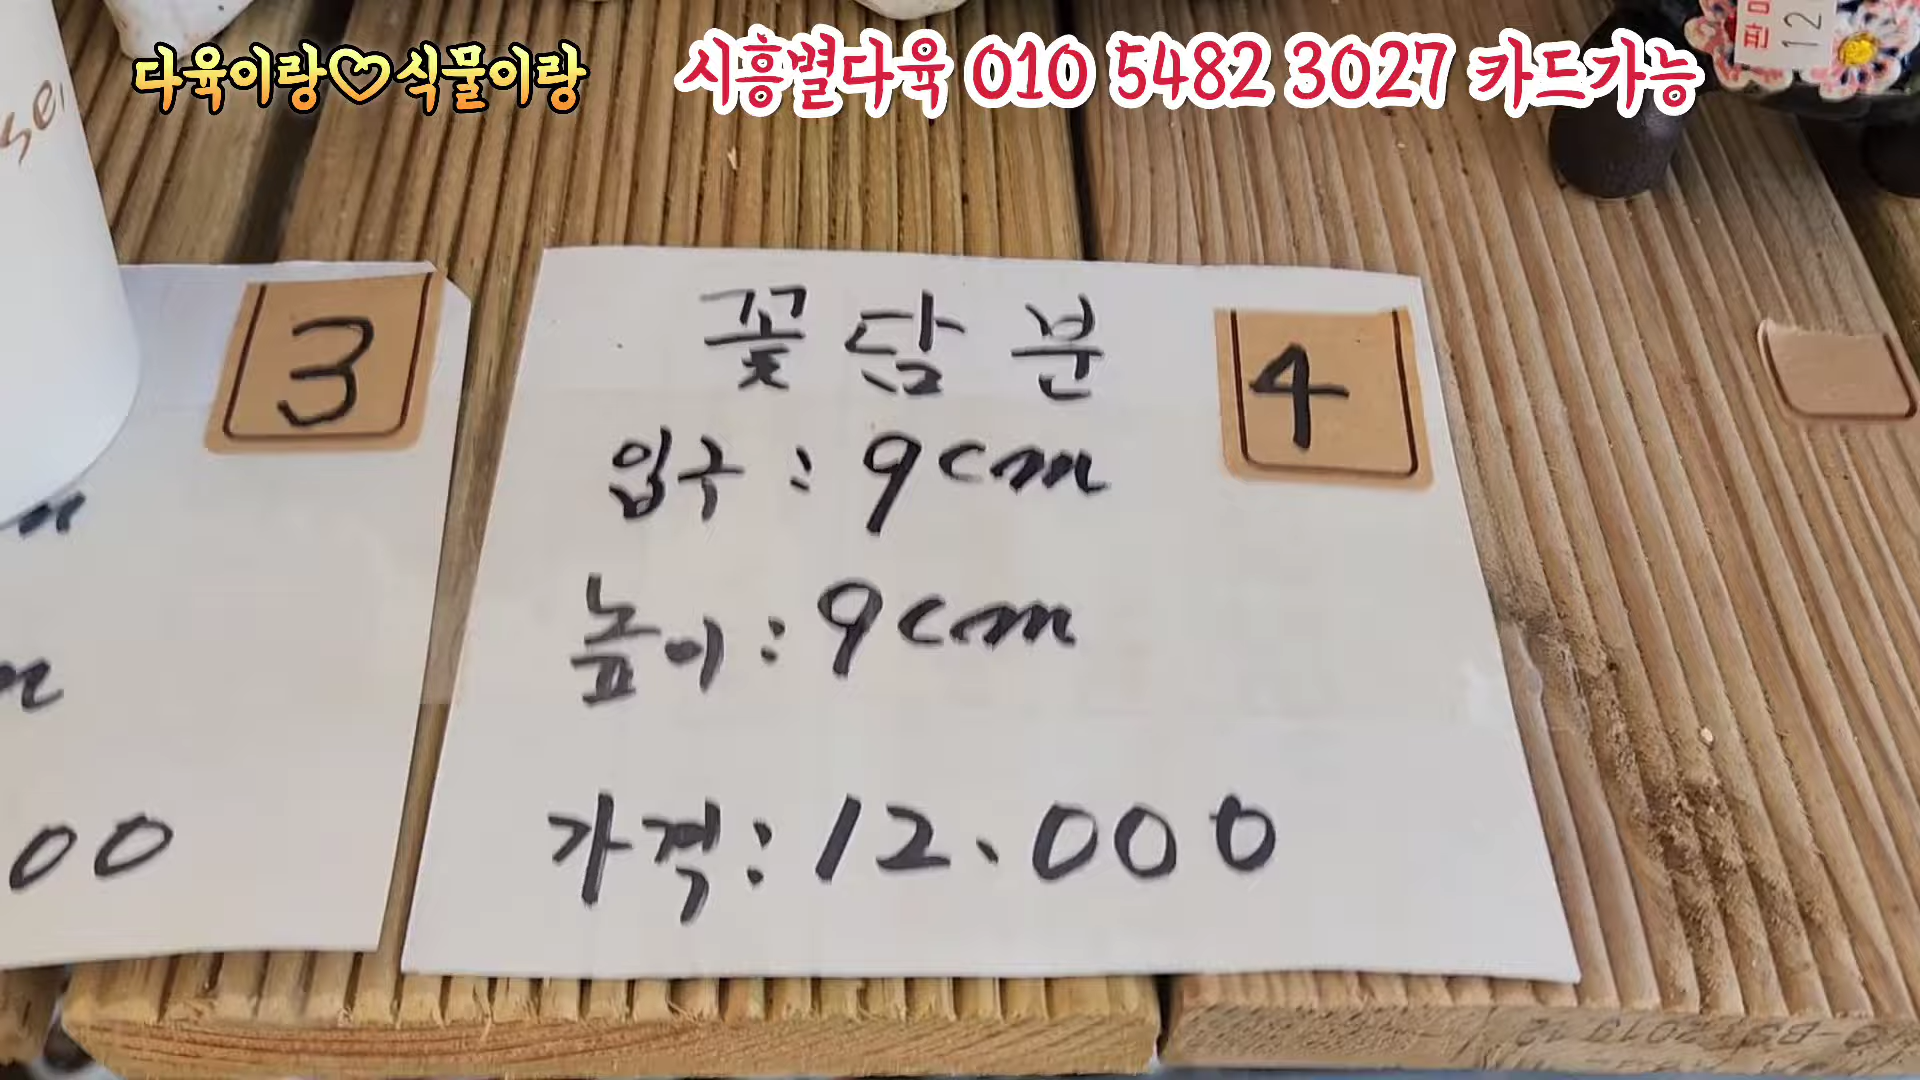 다육이랑♡식물이랑
시흥별다육 010 5482 3027 카드가능
12
3
00
꽃담분
4
입구 : 9cm
높이 : 9cm
가격 : 12.000